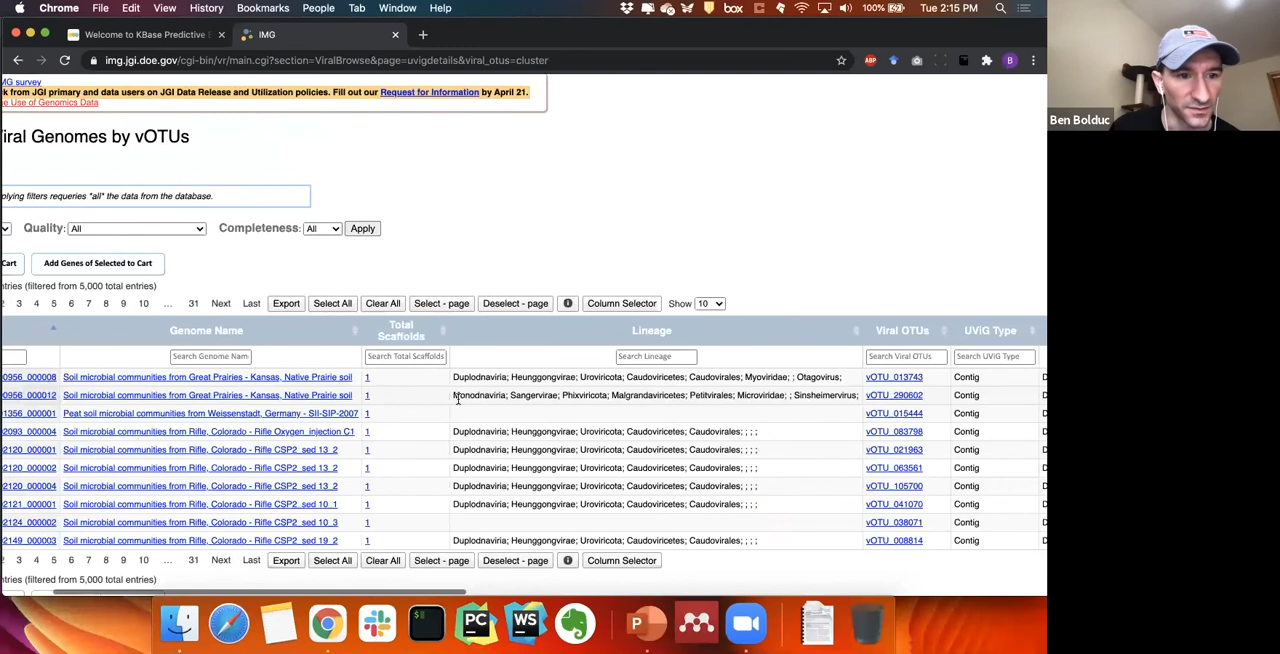 Chrome File Edit View History Bookmarks People Tab Window Help box 100% Tue 2:15 PM
Welcome to KBase Predictive B IMG
img.jgi.doe.gov/cgi-bin/vr/main.cgi?section=ViralBrowse&page=uvigdetails&viral_otus=cluster ABP B
MG survey
k from JGI primary and data users on JGI Data Release and Utilization policies. Fill out our Request for Information by April 21.
e Use of Genomics Data
iral Genomes by vOTUs
plying filters requeries "all" the data from the database.
Quality: All Completeness: All Apply
Cart Add Genes of Selected to Cart
ntries (filtered from 5,000 total entries)
2 3 4 5 6 7 8 9 10 ... 31 Next Last Export Select All Clear All Select - page Deselect - page Column Selector Show 10
Genome Name Total Scaffolds Lineage Viral OTUs UViG Type
Search Genome Nam Search Total Scaffolds Search Lineage Search Viral OTUs Search UViG Type
00956_000008 Soil microbial communities from Great Prairies - Kansas, Native Prairie soil 1 Duplodnaviria; Heunggongvirae; Uroviricota; Caudoviricetes; Caudovirales; Myoviridae; ; Otagovirus; vOTU_013743 Contig D
00956_000012 Soil microbial communities from Great Prairies - Kansas, Native Prairie soil 1 Monodnaviria; Sangervirae; Phixviricota; Malgrandaviricetes; Petitvirales; Microviridae; ; Sinsheimervirus; vOTU_290602 Contig D
01356_000001 Peat soil microbial communities from Weissenstadt, Germany - SII-SIP-2007 1 vOTU_015444 Contig D
02093_000004 Soil microbial communities from Rifle, Colorado - Rifle Oxygen_injection C1 1 Duplodnaviria; Heunggongvirae; Uroviricota; Caudoviricetes; Caudovirales; ; ; ; vOTU_083798 Contig D
02120_000001 Soil microbial communities from Rifle, Colorado - Rifle CSP2_sed 13_2 1 Duplodnaviria; Heunggongvirae; Uroviricota; Caudoviricetes; Caudovirales; ; ; ; vOTU_021963 Contig D
02120_000002 Soil microbial communities from Rifle, Colorado - Rifle CSP2_sed 13_2 1 Duplodnaviria; Heunggongvirae; Uroviricota; Caudoviricetes; Caudovirales; ; ; ; vOTU_063561 Contig D
02120_000004 Soil microbial communities from Rifle, Colorado - Rifle CSP2_sed 13_2 1 Duplodnaviria; Heunggongvirae; Uroviricota; Caudoviricetes; Caudovirales; ; ; ; vOTU_105700 Contig D
02121_000001 Soil microbial communities from Rifle, Colorado - Rifle CSP2_sed 10_1 1 Duplodnaviria; Heunggongvirae; Uroviricota; Caudoviricetes; Caudovirales; ; ; ; vOTU_041070 Contig D
02124_000002 Soil microbial communities from Rifle, Colorado - Rifle CSP2_sed 10_3 1 vOTU_038071 Contig D
02149_000003 Soil microbial communities from Rifle, Colorado - Rifle CSP2_sed 19_2 1 Duplodnaviria; Heunggongvirae; Uroviricota; Caudoviricetes; Caudovirales; ; ; ; vOTU_008814 Contig D
2 3 4 5 6 7 8 9 10 ... 31 Next Last Export Select All Clear All Select - page Deselect - page Column Selector
ntries (filtered from 5,000 total entries)
PC WS P
Ben Bolduc